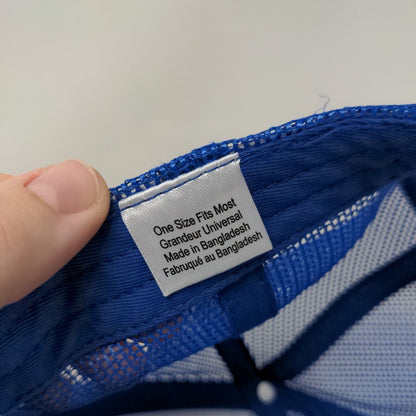 One Size Fits Most
Grandeur Universal
Made in Bangladesh
Fabruqué au Bangladesh